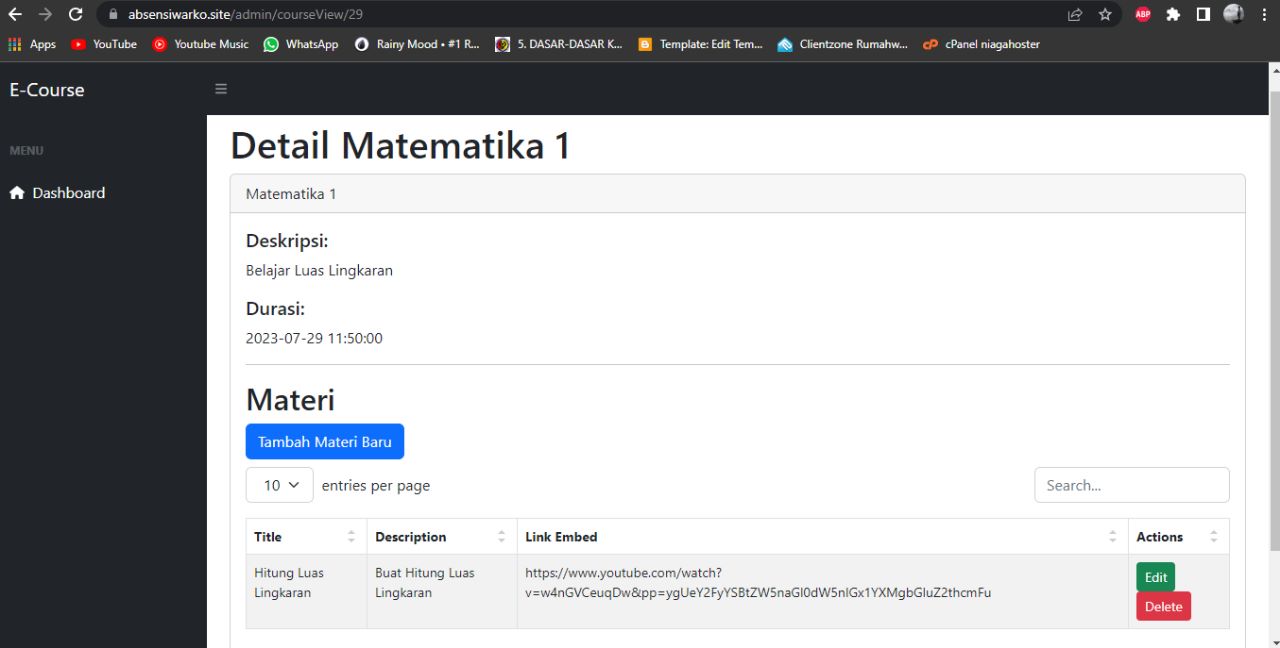 absensiwarko.site/admin/courseView/29
ABP
Apps YouTube Youtube Music WhatsApp Rainy Mood • #1 R... 5. DASAR-DASAR K... Template: Edit Tem... Clientzone Rumahw... cPanel niagahoster
E-Course
MENU
Dashboard
Detail Matematika 1
Matematika 1
Deskripsi:
Belajar Luas Lingkaran
Durasi:
2023-07-29 11:50:00
Materi
Tambah Materi Baru
10 entries per page Search...
Title Description Link Embed Actions
Hitung Luas Buat Hitung Luas https://www.youtube.com/watch? Edit
Lingkaran Lingkaran v=w4nGVCeuqDw&pp=ygUeY2FyYSBtZW5naGl0dW5nIGx1YXMgbGluZ2thcmFu Delete